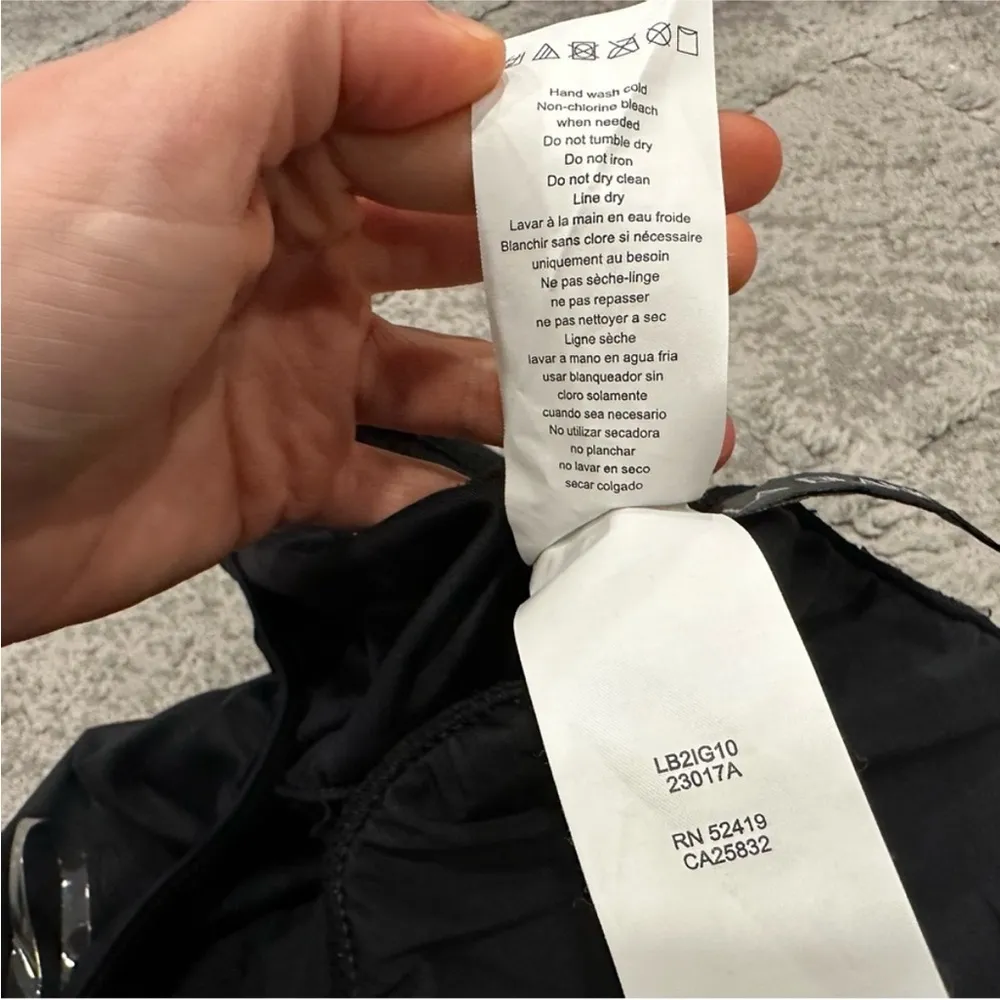 Hand wash cold
Non-chlorine bleach
when needed
Do not tumble dry
Do not iron
Do not dry clean
Line dry
Lavar à la main en eau froide
Blanchir sans clore si nécessaire
uniquement au besoin
Ne pas sèche-linge
ne pas repasser
ne pas nettoyer a sec
Ligne sèche
lavar a mano en agua fria
usar blanqueador sin
cloro solamente
cuando sea necesario
No utilizar secadora
no planchar
no lavar en seco
secar colgado
LB2IG10
23017A
RN 52419
CA25832